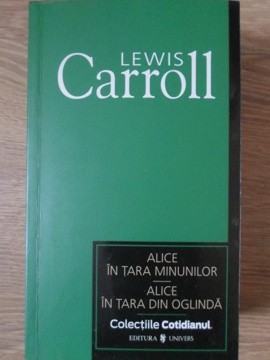 LEWIS
Carroll
ALICE
ÎN ȚARA MINUNILOR
ALICE
ÎN ȚARA DIN OGLINDĂ
Colecțiile Cotidianul
EDITURA UNIVERS